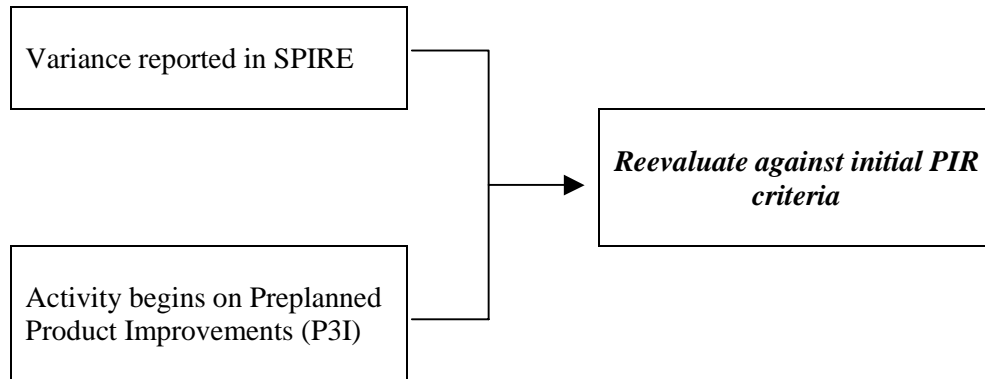 Variance reported in SPIRE
Reevaluate against initial PIR
criteria
Activity begins on Preplanned
Product Improvements (P3I)